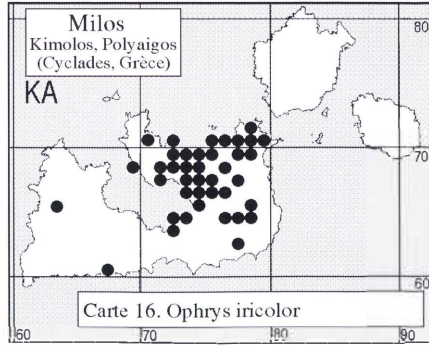 Milos
Kimolos, Polyaigos
(Cyclades, Grèce)
KA
80
70
60
Carte 16. Ophrys iricolor
60
70
80
90